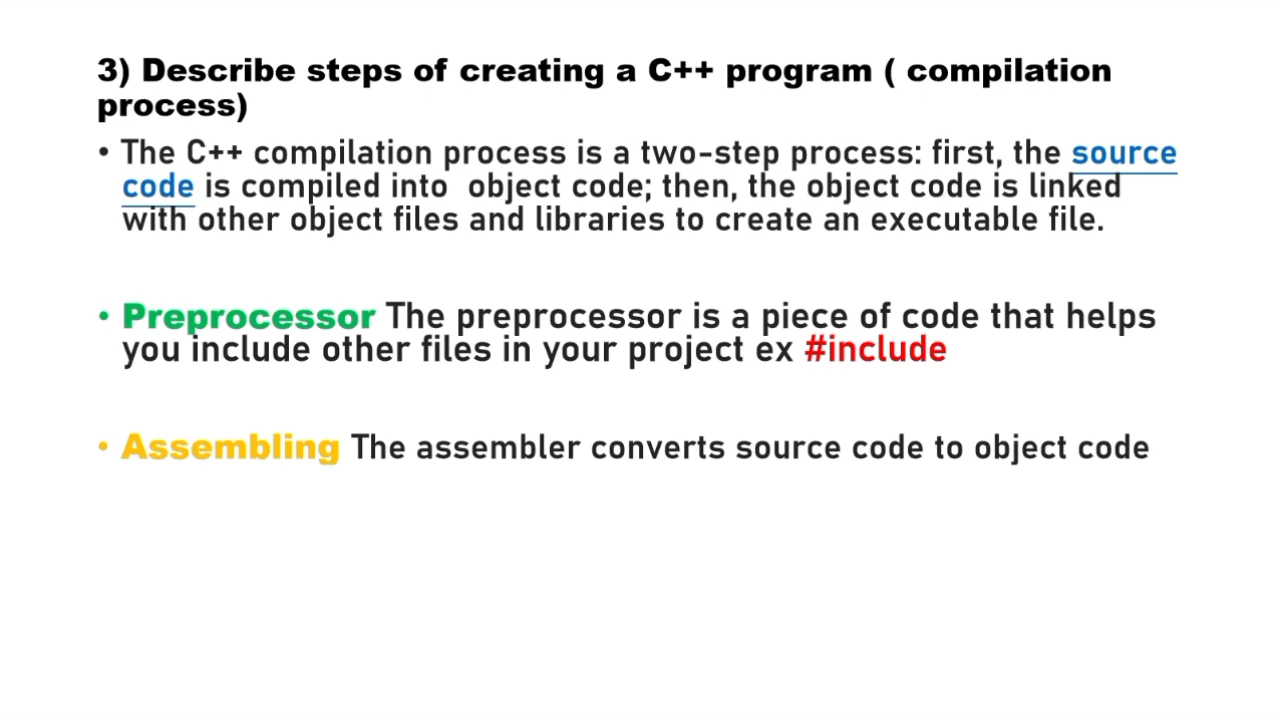 3) Describe steps of creating a C++ program ( compilation
process)
• The C++ compilation process is a two-step process: first, the source
code is compiled into  object code; then, the object code is linked
with other object files and libraries to create an executable file.
• Preprocessor The preprocessor is a piece of code that helps
you include other files in your project ex #include
• Assembling The assembler converts source code to object code